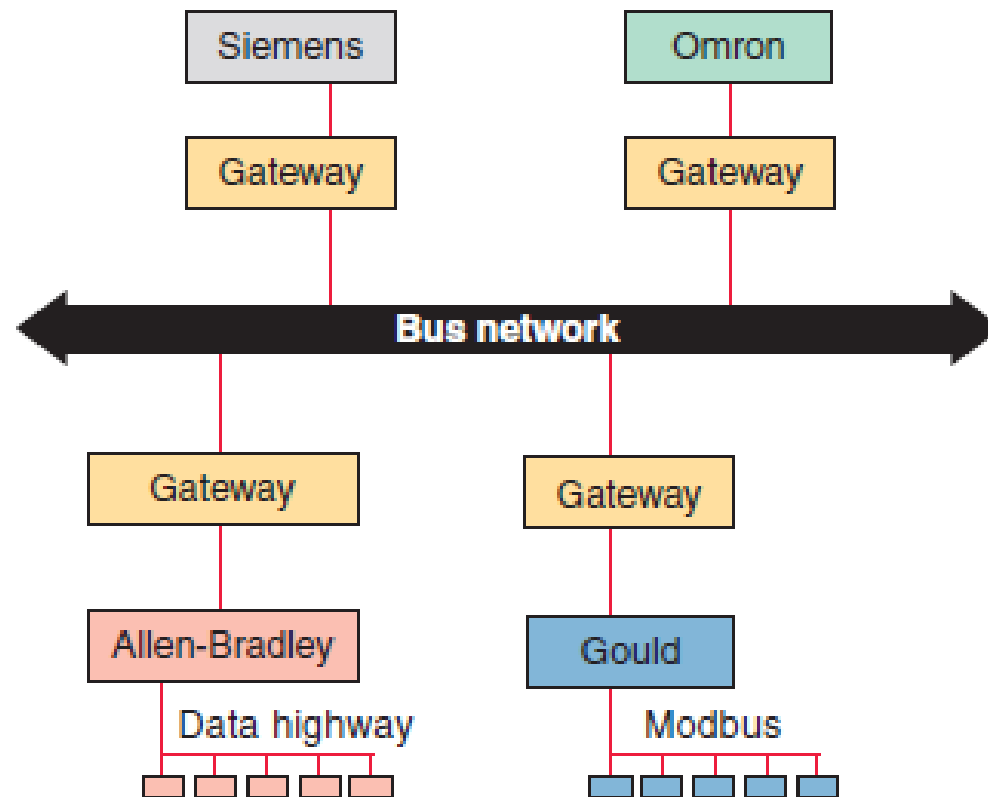 Siemens
Omron
Gateway
Gateway
Bus network
Gateway
Gateway
Allen-Bradley
Gould
Data highway
Modbus